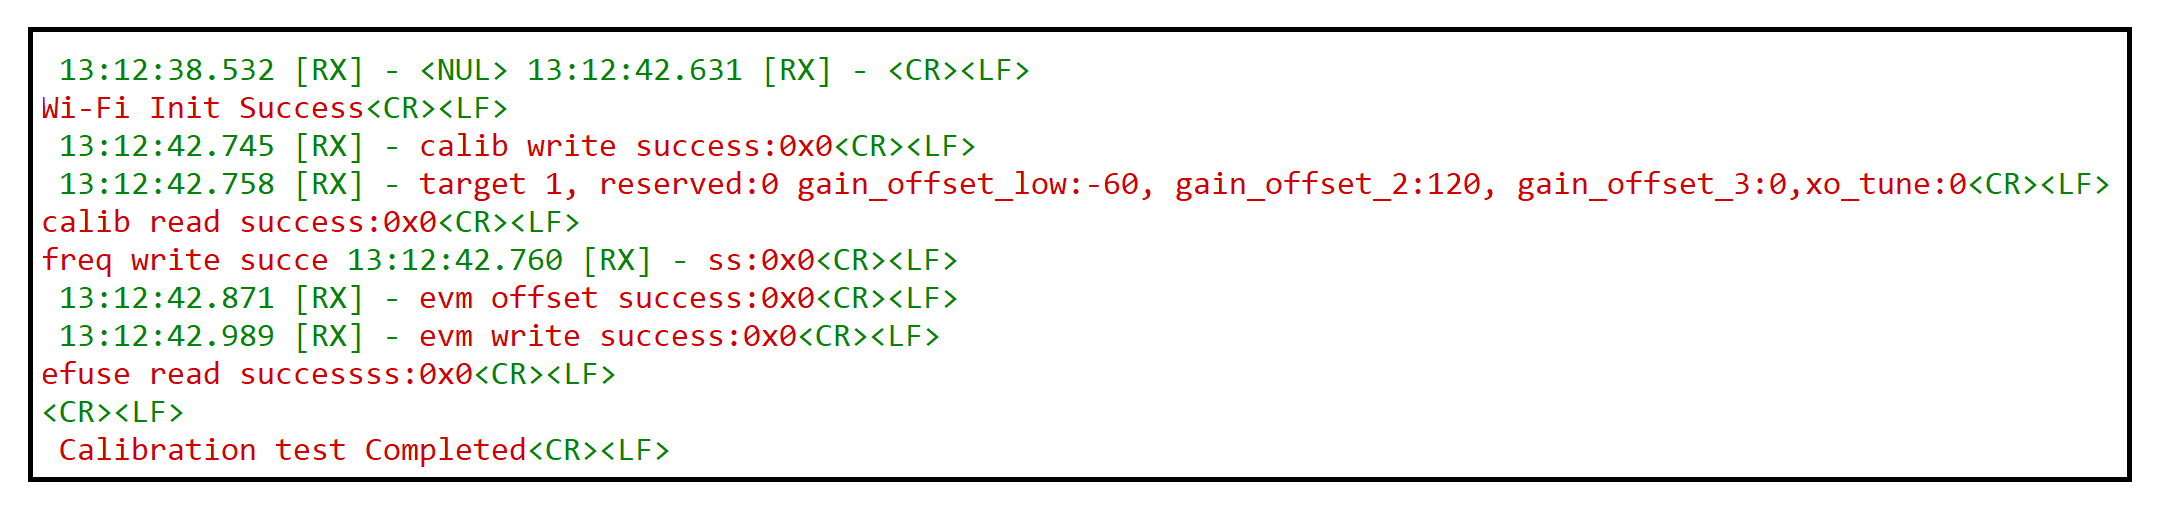 13:12:38.532 [RX] - <NUL> 13:12:42.631 [RX] - <CR><LF>
Wi-Fi Init Success<CR><LF>
13:12:42.745 [RX] - calib write success:0x0<CR><LF>
13:12:42.758 [RX] - target 1, reserved:0 gain_offset_low:-60, gain_offset_2:120, gain_offset_3:0,xo_tune:0<CR><LF>
calib read success:0x0<CR><LF>
freq write succe 13:12:42.760 [RX] - ss:0x0<CR><LF>
13:12:42.871 [RX] - evm offset success:0x0<CR><LF>
13:12:42.989 [RX] - evm write success:0x0<CR><LF>
efuse read successss:0x0<CR><LF>
<CR><LF>
Calibration test Completed<CR><LF>